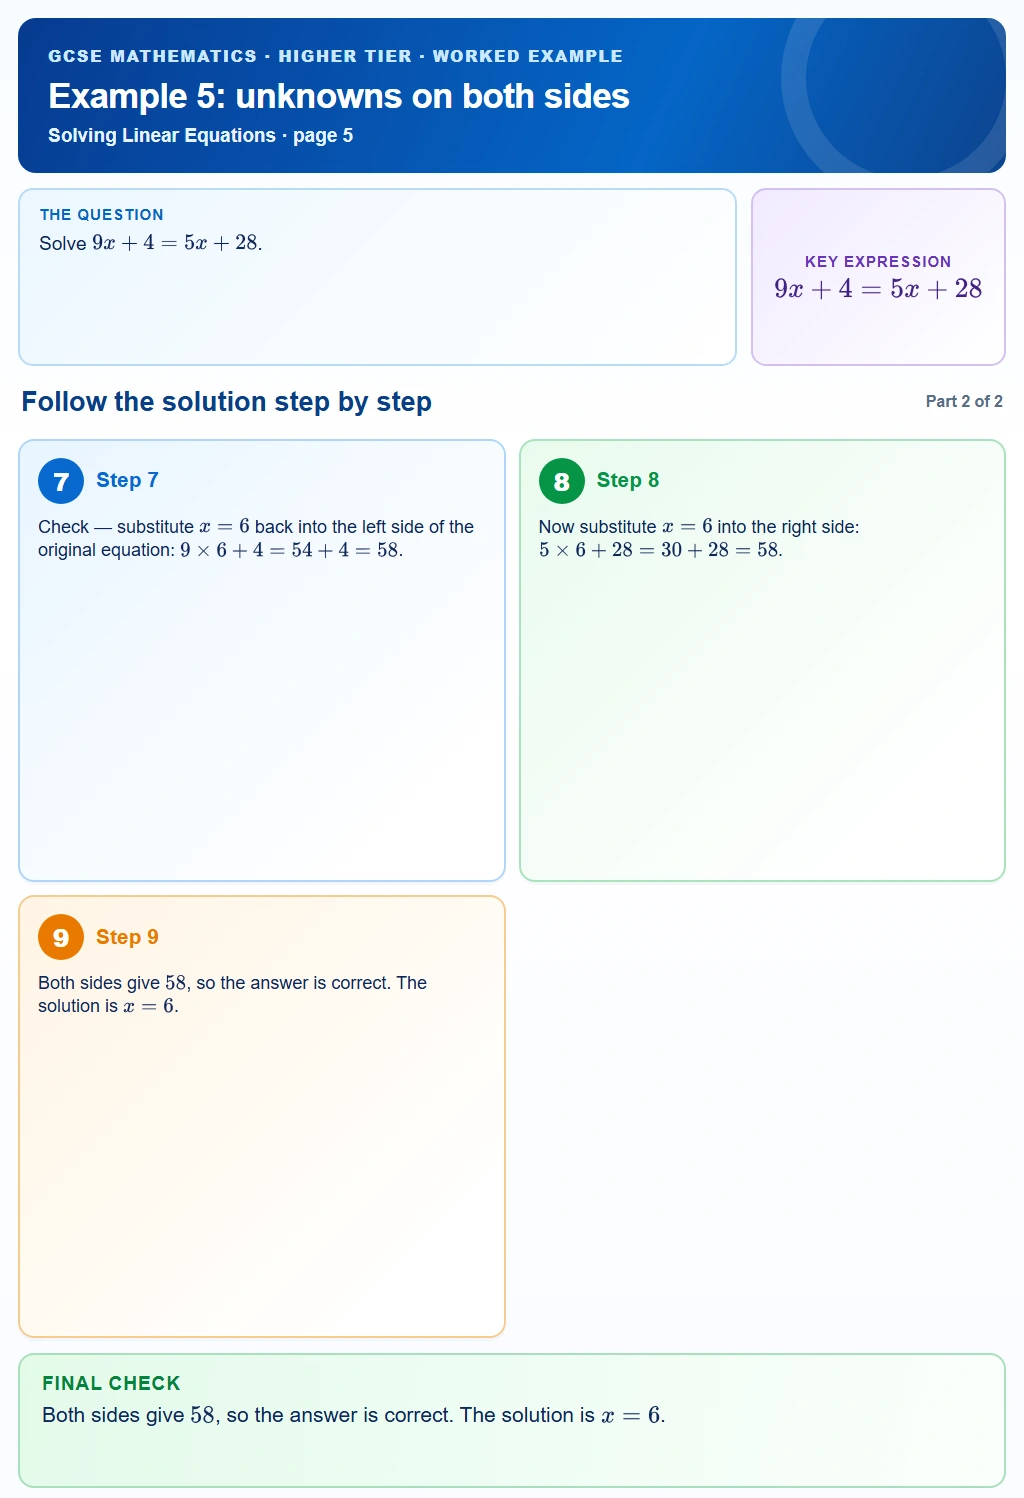 GCSE MATHEMATICS · HIGHER TIER · WORKED EXAMPLE
Example 5: unknowns on both sides
Solving Linear Equations · page 5
THE QUESTION
Solve 9x + 4 = 5x + 28.
KEY EXPRESSION
9x + 4 = 5x + 28
Follow the solution step by step
Part 2 of 2
7 Step 7
Check — substitute x = 6 back into the left side of the
original equation: 9 × 6 + 4 = 54 + 4 = 58.
8 Step 8
Now substitute x = 6 into the right side:
5 × 6 + 28 = 30 + 28 = 58.
9 Step 9
Both sides give 58, so the answer is correct. The
solution is x = 6.
FINAL CHECK
Both sides give 58, so the answer is correct. The solution is x = 6.